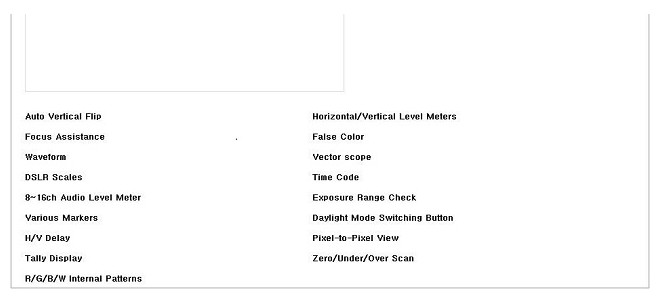 Auto Vertical Flip
Horizontal/Vertical Level Meters
Focus Assistance
False Color
Waveform
Vector scope
DSLR Scales
Time Code
8~16ch Audio Level Meter
Exposure Range Check
Various Markers
Daylight Mode Switching Button
H/V Delay
Pixel-to-Pixel View
Tally Display
Zero/Under/Over Scan
R/G/B/W Internal Patterns